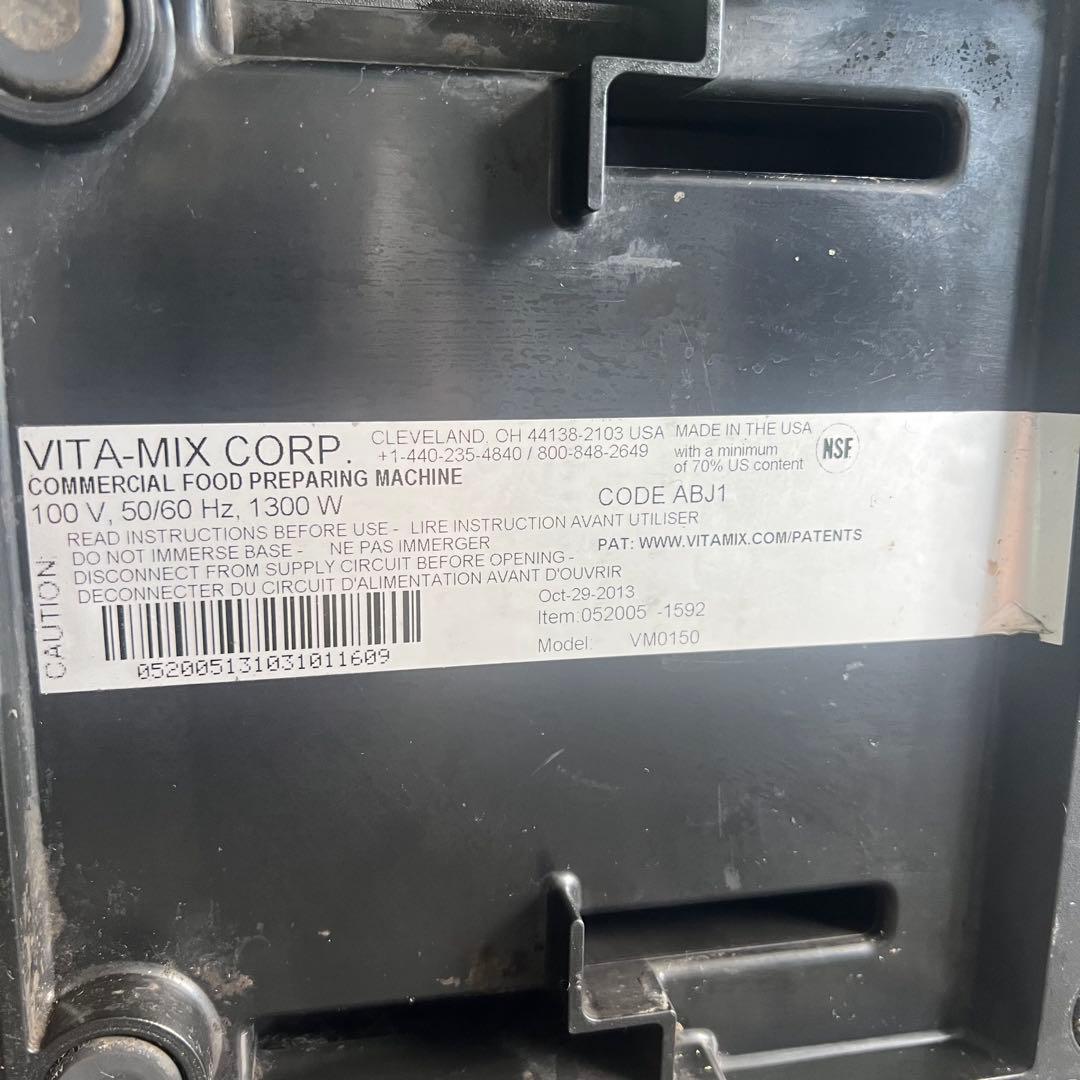 VITA-MIX CORP.
CLEVELAND, OH 44138-2103 USA
+1-440-235-4840 / 800-848-2649
MADE IN THE USA
with a minimum
of 70% US content
NSF
COMMERCIAL FOOD PREPARING MACHINE
100 V, 50/60 Hz, 1300 W
CODE ABJ1
CAUTION:
READ INSTRUCTIONS BEFORE USE - LIRE INSTRUCTION AVANT UTILISER
DO NOT IMMERSE BASE - NE PAS IMMERGER
PAT: WWW.VITAMIX.COM/PATENTS
DISCONNECT FROM SUPPLY CIRCUIT BEFORE OPENING -
DECONNECTER DU CIRCUIT D'ALIMENTATION AVANT D'OUVRIR
Oct-29-2013
Item:052005 -1592
Model: VM0150
052005131031011609